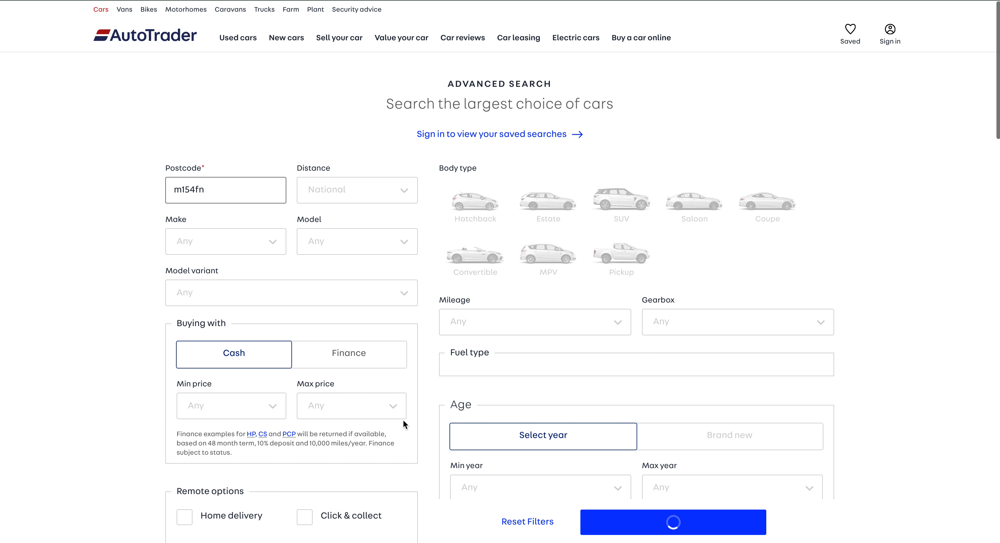 Cars Vans Bikes Motorhomes Caravans Trucks Farm Plant Security advice
AutoTrader Used cars New cars Sell your car Value your car Car reviews Car leasing Electric cars Buy a car online Saved Sign in
ADVANCED SEARCH
Search the largest choice of cars
Sign in to view your saved searches
Postcode* Distance
m154fn National
Make Model
Any Any
Model variant
Any
Buying with
Cash Finance
Min price Max price
Any Any
Finance examples for HP, CS and PCP will be returned if available,
based on 48 month term, 10% deposit and 10,000 miles/year. Finance
subject to status.
Remote options
Home delivery Click & collect
Body type
Hatchback Estate SUV Saloon Coupe
Convertible MPV Pickup
Mileage Gearbox
Any Any
Fuel type
Age
Select year Brand new
Min year Max year
Any Any
Reset Filters